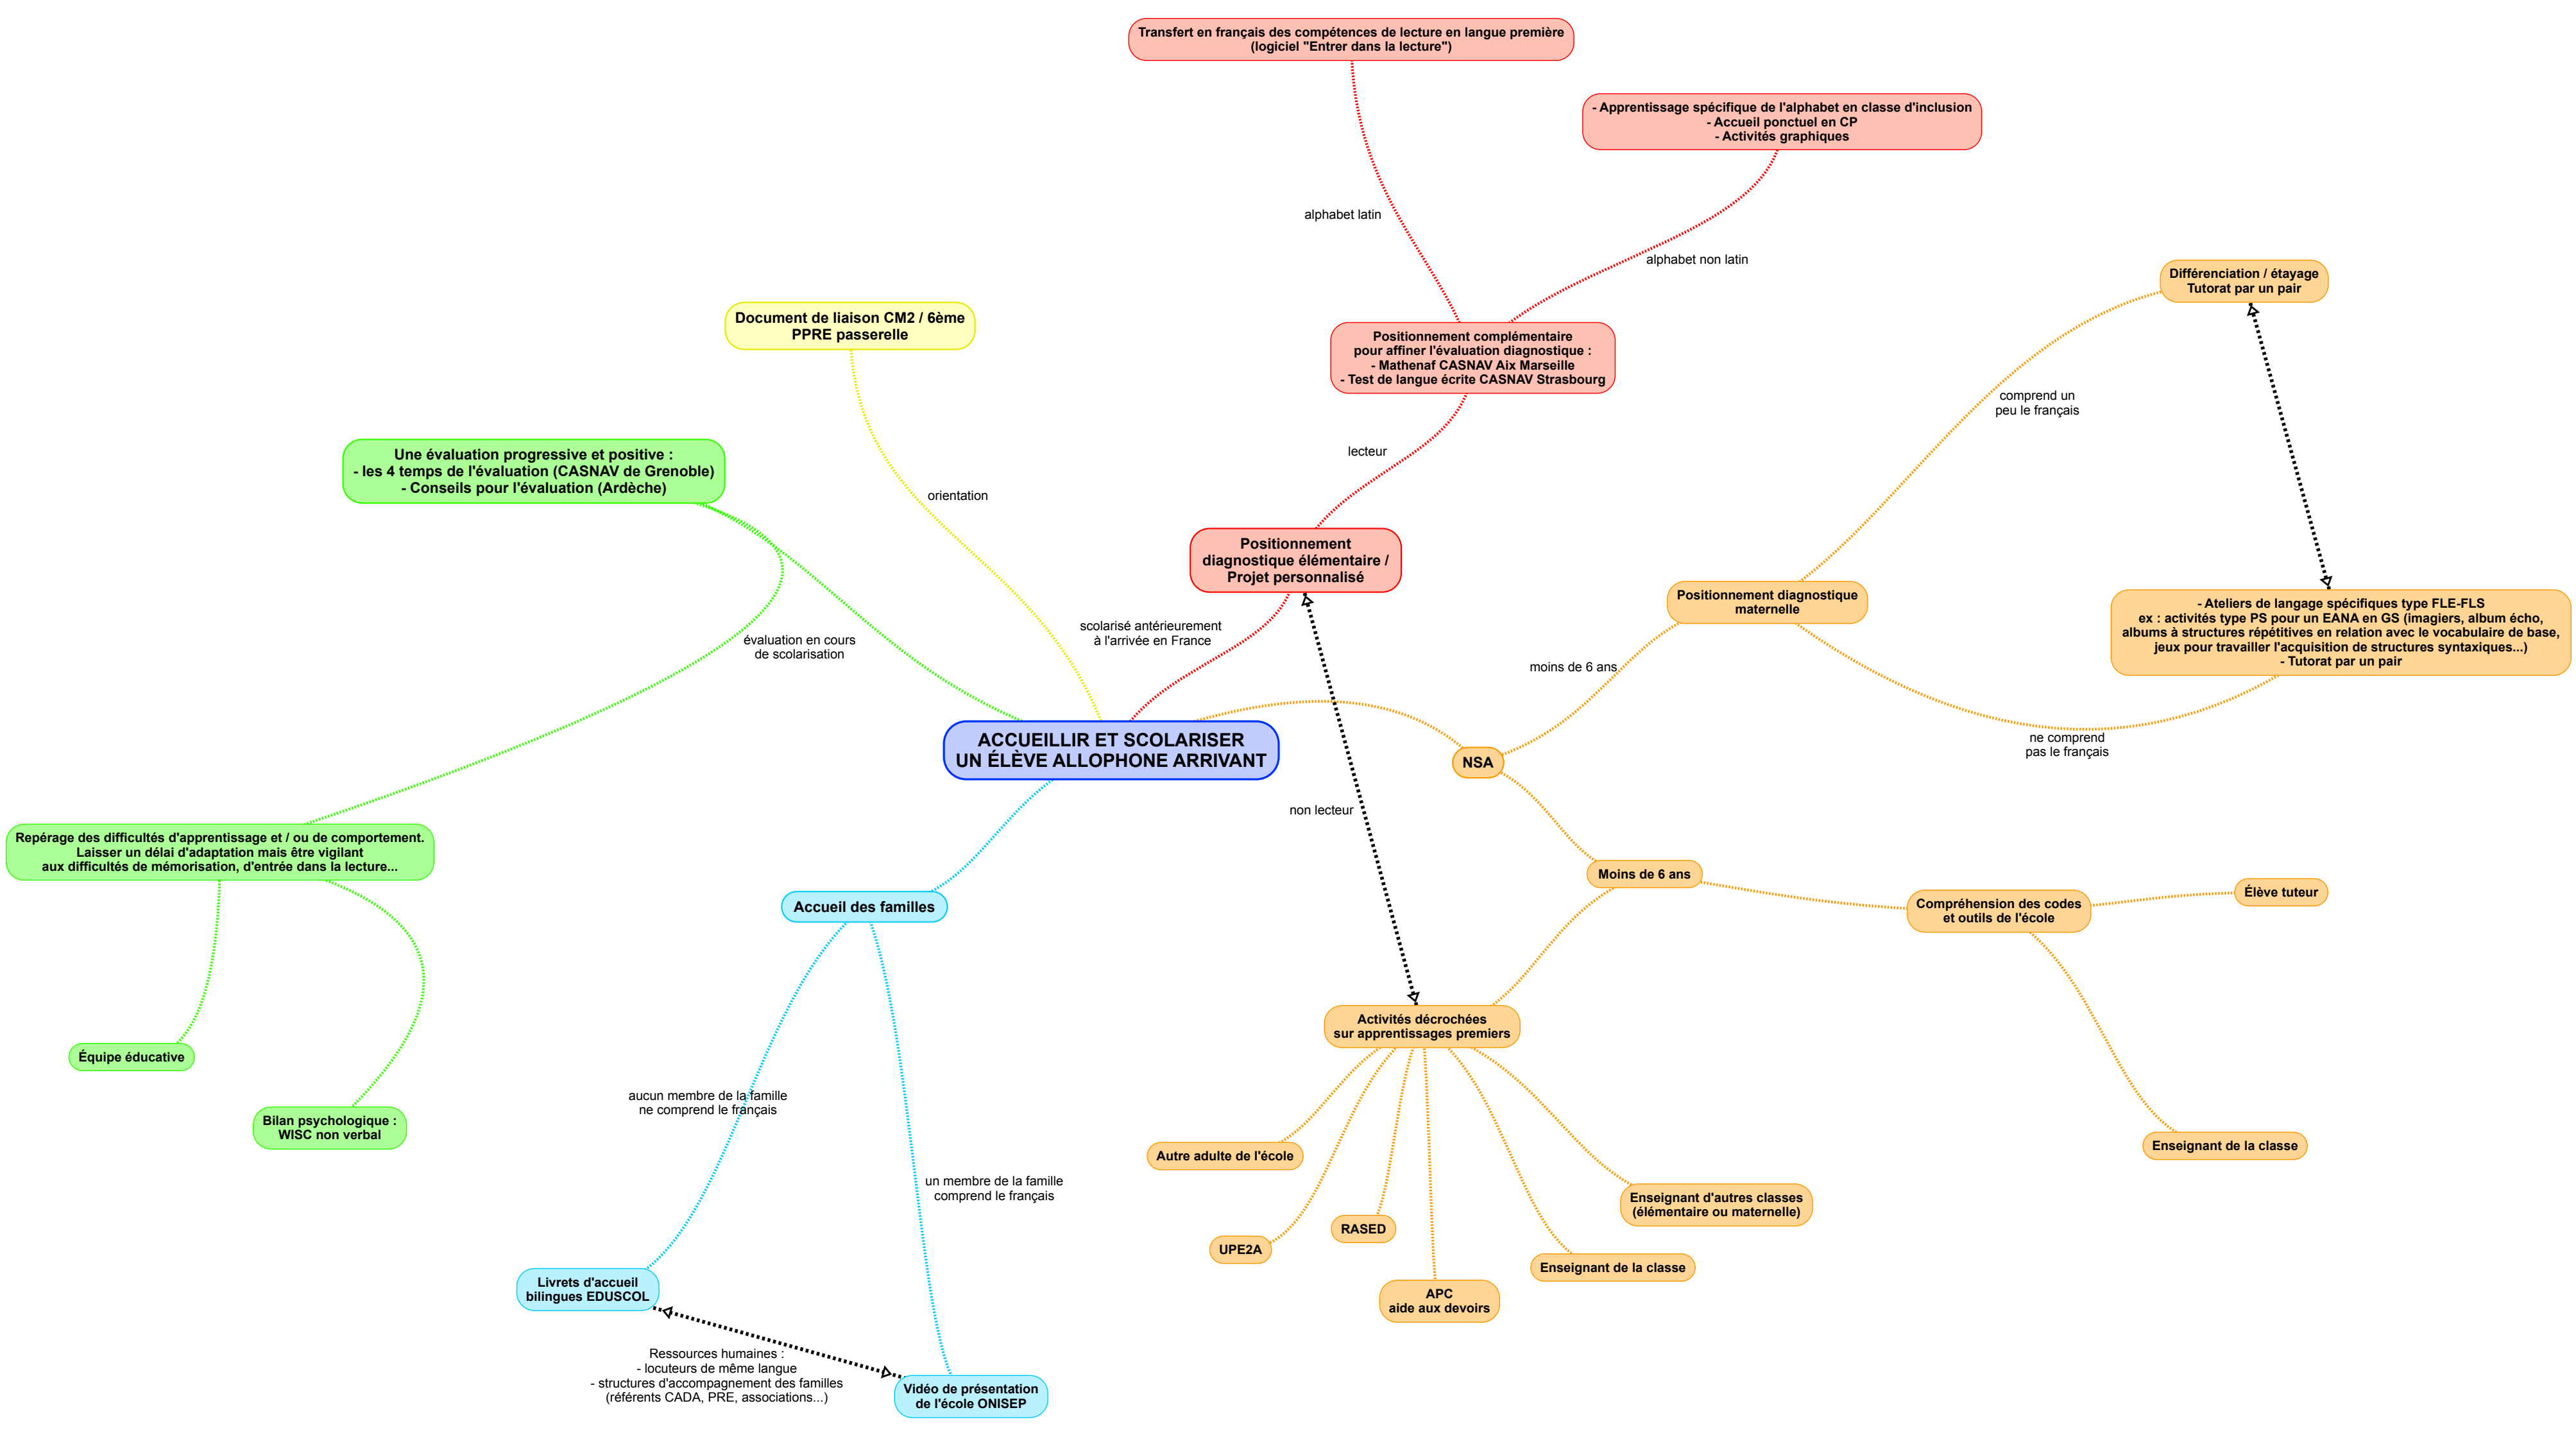 Transfert en français des compétences de lecture en langue première
(logiciel "Entrer dans la lecture")
- Apprentissage spécifique de l'alphabet en classe d'inclusion
- Accueil ponctuel en CP
- Activités graphiques
alphabet latin
alphabet non latin
Différenciation / étayage
Tutorat par un pair
Document de liaison CM2 / 6ème
PPRE passerelle
Positionnement complémentaire
pour affiner l'évaluation diagnostique :
- Mathenaf CASNAV Aix Marseille
- Test de langue écrite CASNAV Strasbourg
comprend un
peu le français
lecteur
Une évaluation progressive et positive :
- les 4 temps de l'évaluation (CASNAV de Grenoble)
- Conseils pour l'évaluation (Ardèche)
orientation
Positionnement
diagnostique élémentaire /
Projet personnalisé
Positionnement diagnostique
maternelle
- Ateliers de langage spécifiques type FLE-FLS
ex : activités type PS pour un EANA en GS (imagiers, album écho,
albums à structures répétitives en relation avec le vocabulaire de base,
jeux pour travailler l'acquisition de structures syntaxiques...)
- Tutorat par un pair
évaluation en cours
de scolarisation
scolarisé antérieurement
à l'arrivée en France
moins de 6 ans
ne comprend
pas le français
ACCUEILLIR ET SCOLARISER
UN ÉLÈVE ALLOPHONE ARRIVANT
NSA
non lecteur
Repérage des difficultés d'apprentissage et / ou de comportement.
Laisser un délai d'adaptation mais être vigilant
aux difficultés de mémorisation, d'entrée dans la lecture...
Accueil des familles
Moins de 6 ans
Compréhension des codes
et outils de l'école
Élève tuteur
Activités décrochées
sur apprentissages premiers
Équipe éducative
Bilan psychologique :
WISC non verbal
aucun membre de la famille
ne comprend le français
un membre de la famille
comprend le français
Autre adulte de l'école
Enseignant de la classe
Enseignant d'autres classes
(élémentaire ou maternelle)
RASED
UPE2A
Enseignant de la classe
APC
aide aux devoirs
Livrets d'accueil
bilingues EDUSCOL
Ressources humaines :
- locuteurs de même langue
- structures d'accompagnement des familles
(référents CADA, PRE, associations...)
Vidéo de présentation
de l'école ONISEP